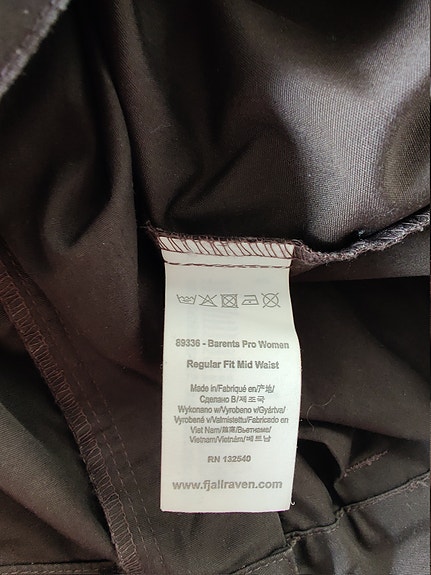 89336 - Barents Pro Women
Regular Fit Mid Waist
Made in/Fabriqué en/产地/
Сделано В/제조국
Wykonano w/Vyrobeno v/Gyártva/
Vyrobené v/Valmistettu/Fabricado en
Viet Nam/越南/Вьетнам/
Vietnam/Vietnám/베트남
RN 132540
www.fjallraven.com